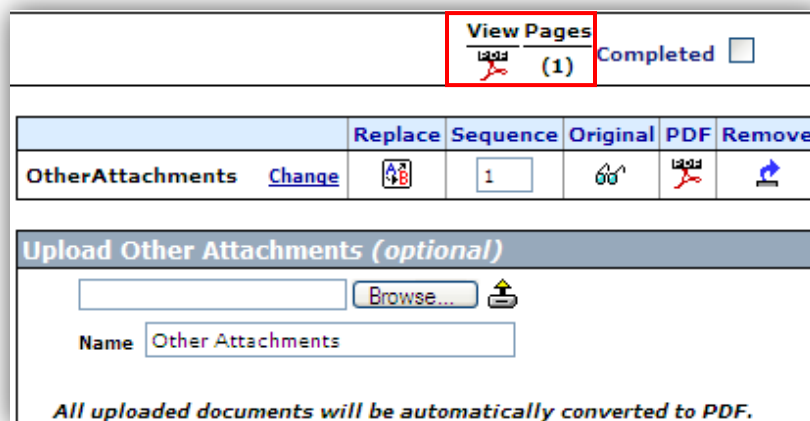 View Pages
PDF (1) Completed
Replace Sequence Original PDF Remove
OtherAttachments Change A B 1 PDF
Upload Other Attachments (optional)
Browse...
Name Other Attachments
All uploaded documents will be automatically converted to PDF.